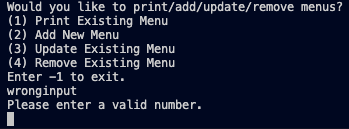 Would you like to print/add/update/remove menus?
(1) Print Existing Menu
(2) Add New Menu
(3) Update Existing Menu
(4) Remove Existing Menu
Enter -1 to exit.
wronginput
Please enter a valid number.